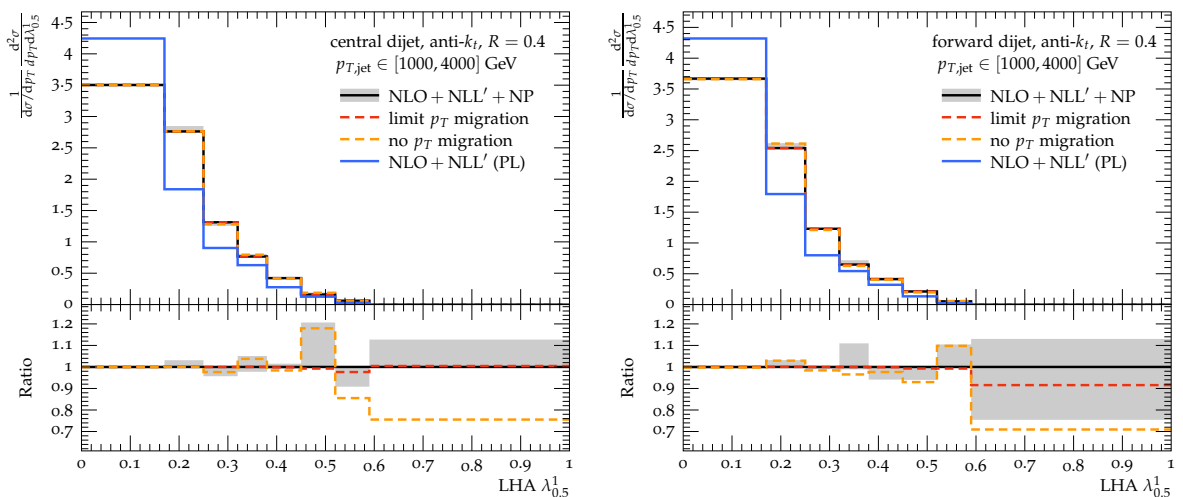 1/(dσ/dp_T) d²σ/(dp_T dλ^1_0.5)
central dijet, anti-k_t, R = 0.4
p_T,jet ∈ [1000, 4000] GeV
NLO + NLL′ + NP
limit p_T migration
no p_T migration
NLO + NLL′ (PL)
4.5
4
3.5
3
2.5
2
1.5
1
0.5
0
Ratio
1.2
1.1
1
0.9
0.8
0.7
0 0.1 0.2 0.3 0.4 0.5 0.6 0.7 0.8 0.9 1
LHA λ^1_0.5
1/(dσ/dp_T) d²σ/(dp_T dλ^1_0.5)
forward dijet, anti-k_t, R = 0.4
p_T,jet ∈ [1000, 4000] GeV
NLO + NLL′ + NP
limit p_T migration
no p_T migration
NLO + NLL′ (PL)
4.5
4
3.5
3
2.5
2
1.5
1
0.5
0
Ratio
1.2
1.1
1
0.9
0.8
0.7
0 0.1 0.2 0.3 0.4 0.5 0.6 0.7 0.8 0.9 1
LHA λ^1_0.5